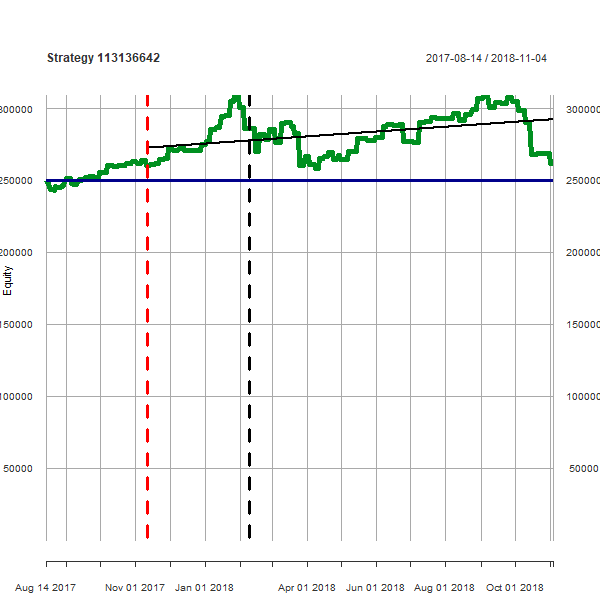 Strategy 113136642 2017-08-14 / 2018-11-04
300000 300000
250000 250000
200000 200000
Equity
150000 150000
100000 100000
50000 50000
Aug 14 2017 Nov 01 2017 Jan 01 2018 Apr 01 2018 Jun 01 2018 Aug 01 2018 Oct 01 2018